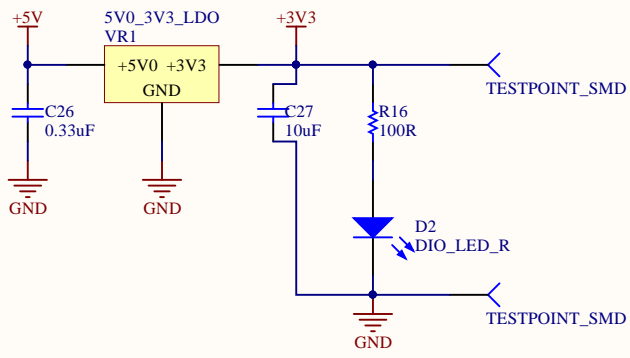 +5V
5V0_3V3_LDO
VR1
+3V3
+5V0 +3V3
GND
TESTPOINT_SMD
C26
0.33uF
C27
10uF
R16
100R
GND
GND
D2
DIO_LED_R
TESTPOINT_SMD
GND